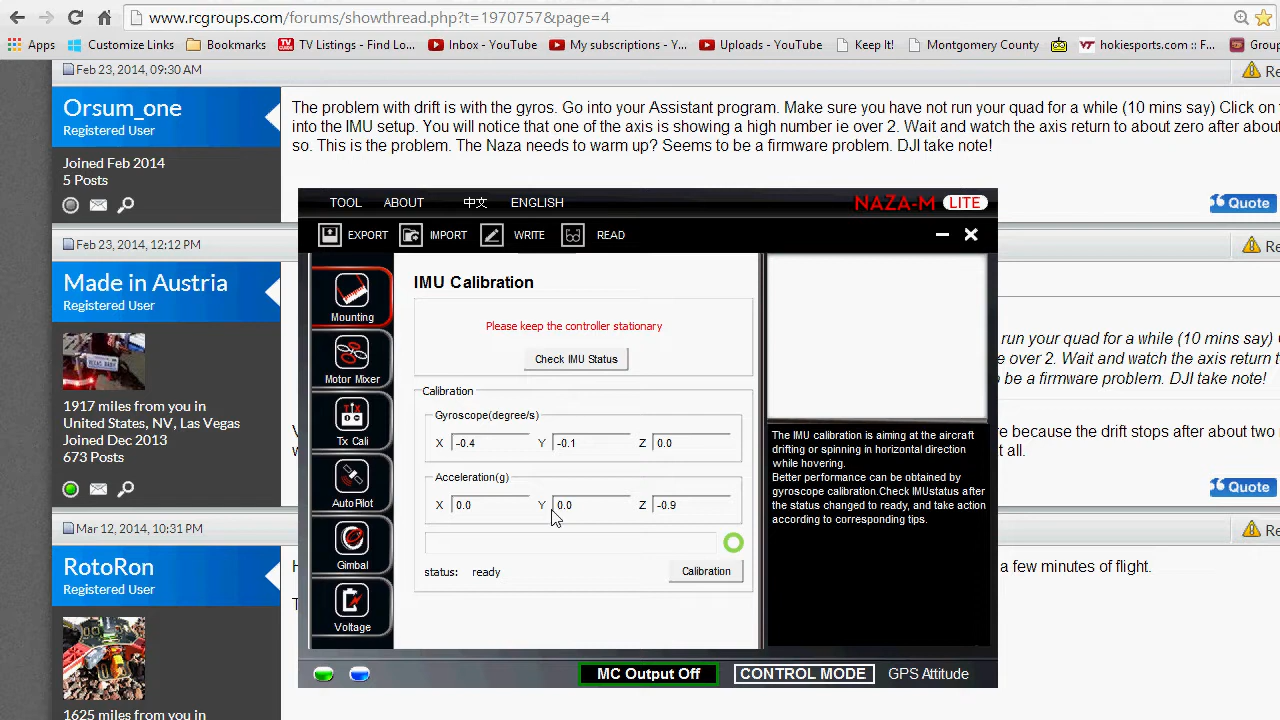 www.rcgroups.com/forums/showthread.php?t=1970757&page=4
Apps
Customize Links
Bookmarks
TV Listings - Find Lo...
Inbox - YouTube
My subscriptions - Y...
Uploads - YouTube
Keep It!
Montgomery County
hokiesports.com :: F...
Group
Feb 23, 2014, 09:30 AM
Re
Orsum_one
Registered User
Joined Feb 2014
5 Posts
The problem with drift is with the gyros. Go into your Assistant program. Make sure you have not run your quad for a while (10 mins say) Click on
into the IMU setup. You will notice that one of the axis is showing a high number ie over 2. Wait and watch the axis return to about zero after about
so. This is the problem. The Naza needs to warm up? Seems to be a firmware problem. DJI take note!
Quote
Feb 23, 2014, 12:12 PM
Re
Made in Austria
Registered User
1917 miles from you in
United States, NV, Las Vegas
Joined Dec 2013
673 Posts
run your quad for a while (10 mins say) C
e over 2. Wait and watch the axis return t
be a firmware problem. DJI take note!
re because the drift stops after about two
t all.
Quote
Mar 12, 2014, 10:31 PM
Re
RotoRon
Registered User
1625 miles from you in
a few minutes of flight.
TOOL
ABOUT
中文
ENGLISH
NAZA-M LITE
EXPORT
IMPORT
WRITE
READ
Mounting
Motor Mixer
Tx Cali
AutoPilot
Gimbal
Voltage
IMU Calibration
Please keep the controller stationary
Check IMU Status
Calibration
Gyroscope(degree/s)
X -0.4 Y -0.1 Z 0.0
Acceleration(g)
X 0.0 Y 0.0 Z -0.9
status: ready
Calibration
The IMU calibration is aiming at the aircraft
drifting or spinning in horizontal direction
while hovering.
Better performance can be obtained by
gyroscope calibration.Check IMUstatus after
the status changed to ready, and take action
according to corresponding tips.
MC Output Off
CONTROL MODE
GPS Attitude